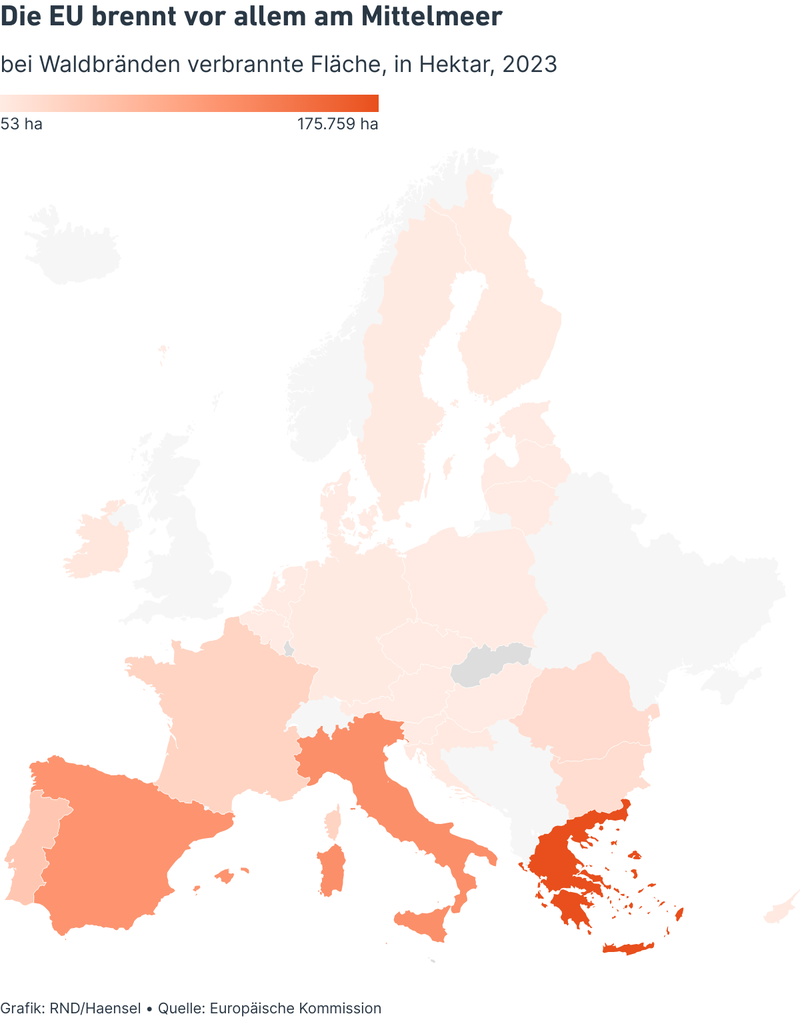 Die EU brennt vor allem am Mittelmeer
bei Waldbränden verbrannte Fläche, in Hektar, 2023
53 ha 175.759 ha
Grafik: RND/Haensel • Quelle: Europäische Kommission